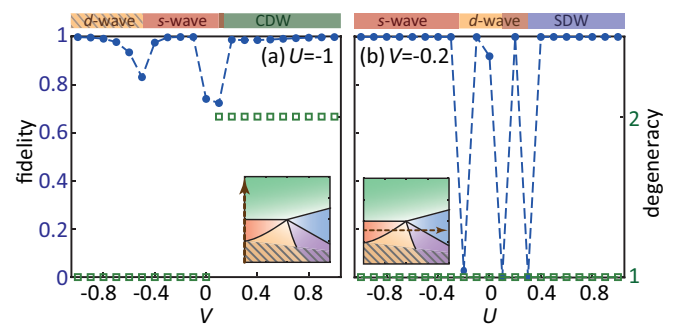 d-wave s-wave CDW s-wave d-wave SDW
(a) U=-1 (b) V=-0.2
fidelity
1
0.8
0.6
0.4
0.2
0
-0.8 -0.4 0 0.4 0.8
V
-0.8 -0.4 0 0.4 0.8
U
2
1
degeneracy